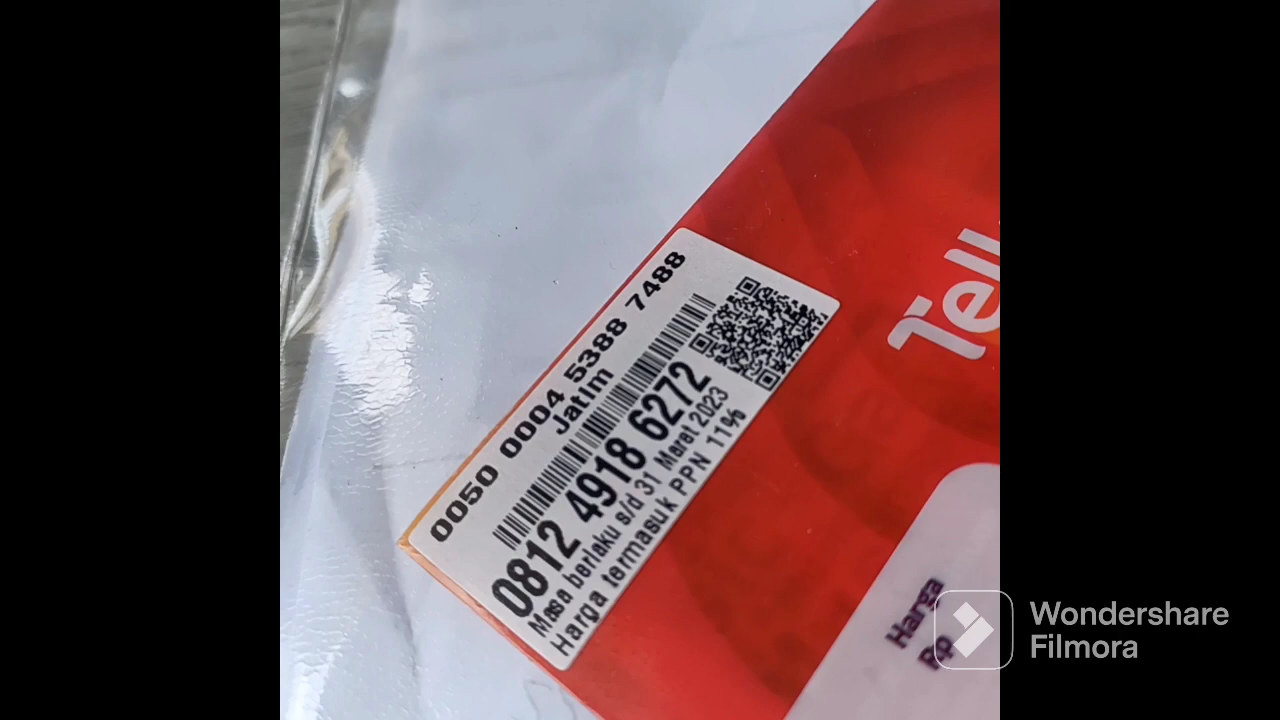 0050 0004 5388 7488
Jatim
0812 4918 6272
Masa berlaku s/d 31 Maret 2023
Harga termasuk PPN 11%
Tell
Harga
Rp
Wondershare
Filmora